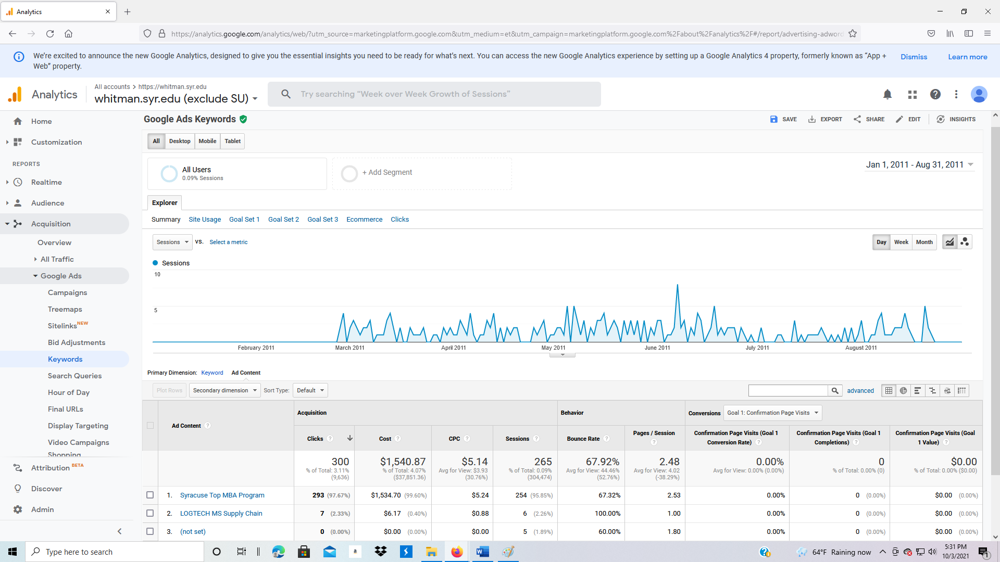 Analytics
https://analytics.google.com/analytics/web/?utm_source=marketingplatform.google.com&utm_medium=et&utm_campaign=marketingplatform.google.com%2Fabout%2Fanalytics%2F#/report/advertising-adword
We're excited to announce the new Google Analytics, designed to give you the essential insights you need to be ready for what's next. You can access the new Google Analytics experience by setting up a Google Analytics 4 property, formerly known as “App +
Web” property.
Dismiss
Learn more
Analytics
All accounts > https://whitman.syr.edu
whitman.syr.edu (exclude SU)
Try searching “Week over Week Growth of Sessions”
Home
Customization
REPORTS
Realtime
Audience
Acquisition
Overview
All Traffic
Google Ads
Campaigns
Treemaps
Sitelinks NEW
Bid Adjustments
Keywords
Search Queries
Hour of Day
Final URLs
Display Targeting
Video Campaigns
Shopping
Attribution BETA
Discover
Admin
Google Ads Keywords
SAVE EXPORT SHARE EDIT INSIGHTS
All Desktop Mobile Tablet
All Users
0.09% Sessions
+ Add Segment
Jan 1, 2011 - Aug 31, 2011
Explorer
Summary Site Usage Goal Set 1 Goal Set 2 Goal Set 3 Ecommerce Clicks
Sessions VS. Select a metric
Day Week Month
Sessions
10
5
February 2011 March 2011 April 2011 May 2011 June 2011 July 2011 August 2011
Primary Dimension: Keyword Ad Content
Plot Rows Secondary dimension Sort Type: Default
advanced
Ad Content ?
Acquisition Behavior Conversions Goal 1: Confirmation Page Visits
Clicks ? Cost ? CPC ? Sessions ? Bounce Rate ? Pages / Session ? Confirmation Page Visits (Goal 1 Conversion Rate) ? Confirmation Page Visits (Goal 1 Completions) ? Confirmation Page Visits (Goal 1 Value) ?
300 $1,540.87 $5.14 265 67.92% 2.48 0.00% 0 $0.00
% of Total: 3.11% % of Total: 4.07% Avg for View: $3.93 % of Total: 0.09% Avg for View: 44.46% Avg for View: 4.02 Avg for View: 0.00% (0.00%) % of Total: 0.00% (0) % of Total: 0.00% ($0.00)
(9,636) ($37,851.36) (30.76%) (304,474) (52.76%) (-38.29%)
1. Syracuse Top MBA Program 293 (97.67%) $1,534.70 (99.60%) $5.24 254 (95.85%) 67.32% 2.53 0.00% 0 (0.00%) $0.00 (0.00%)
2. LOGTECH MS Supply Chain 7 (2.33%) $6.17 (0.40%) $0.88 6 (2.26%) 100.00% 1.00 0.00% 0 (0.00%) $0.00 (0.00%)
3. (not set) 0 (0.00%) $0.00 (0.00%) $0.00 5 (1.89%) 60.00% 1.80 0.00% 0 (0.00%) $0.00 (0.00%)
Type here to search
a
64°F Raining now
5:31 PM
10/3/2021
1